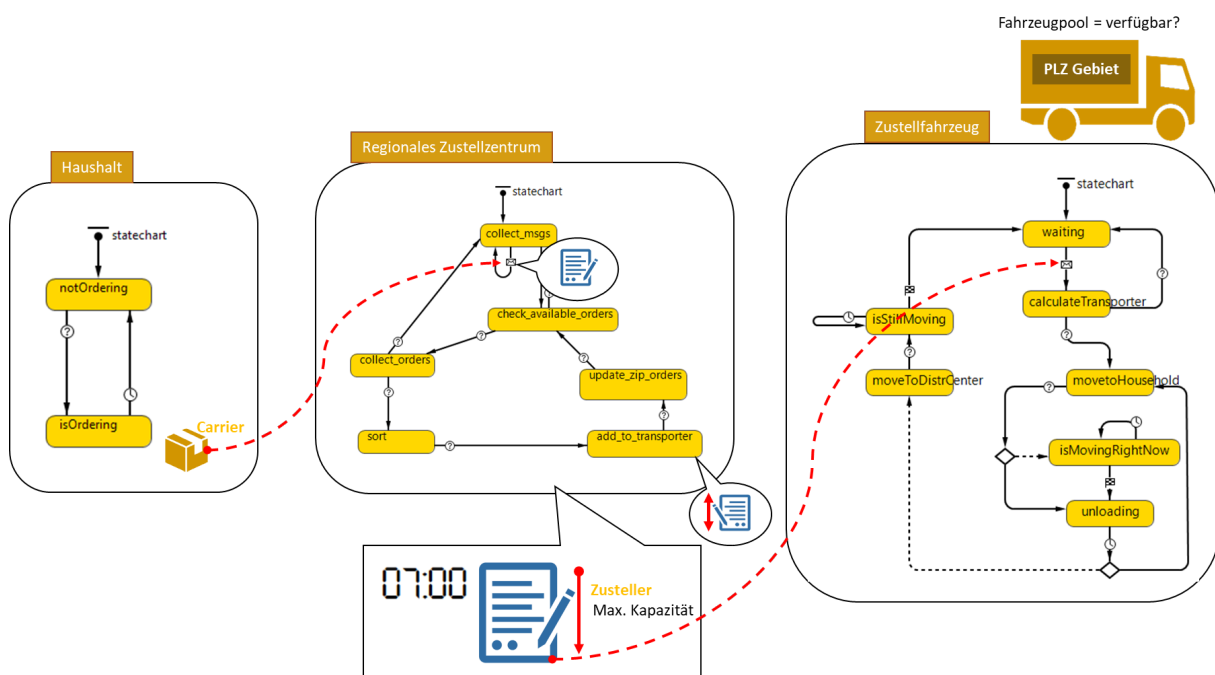 Fahrzeugpool = verfügbar?
PLZ Gebiet
Haushalt
statechart
notOrdering
isOrdering
Carrier
Regionales Zustellzentrum
statechart
collect_msgs
check_available_orders
collect_orders
update_zip_orders
sort
add_to_transporter
07:00
Zusteller
Max. Kapazität
Zustellfahrzeug
statechart
waiting
calculateTransporter
isStillMoving
moveToDistrCenter
movetoHousehold
isMovingRightNow
unloading